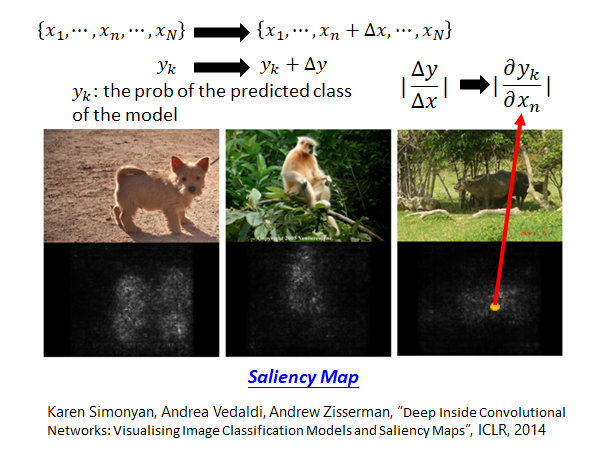 {x₁,⋯,xₙ,⋯,x_N} → {x₁,⋯,xₙ + Δx,⋯,x_N}
yₖ → yₖ + Δy
|Δy/Δx| → |∂yₖ/∂xₙ|
yₖ: the prob of the predicted class
of the model
Saliency Map
Karen Simonyan, Andrea Vedaldi, Andrew Zisserman, "Deep Inside Convolutional
Networks: Visualising Image Classification Models and Saliency Maps", ICLR, 2014